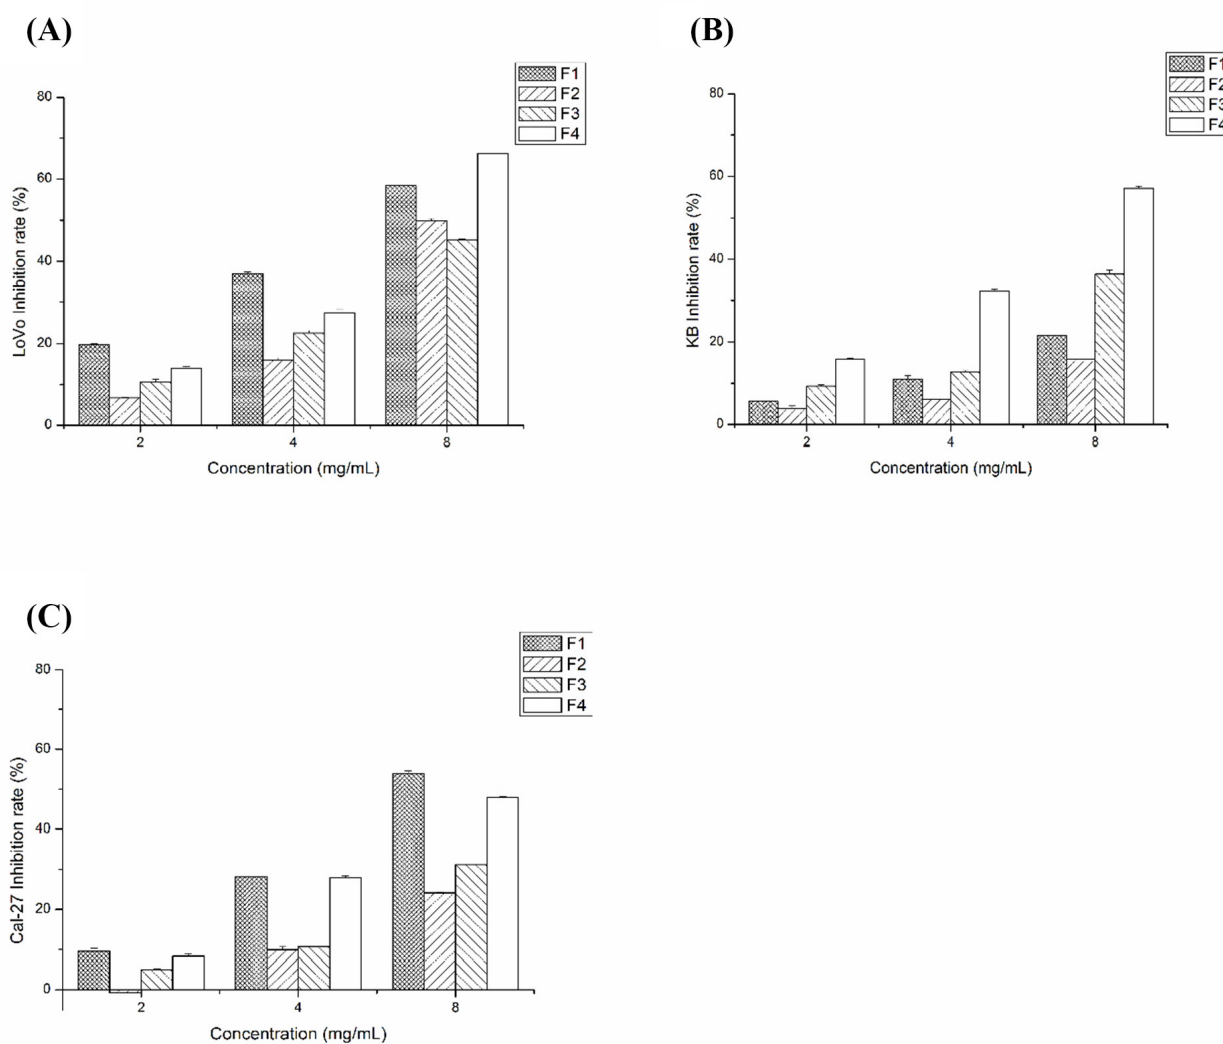 (A)
F1
F2
F3
F4
80
60
40
20
0
LoVo Inhibition rate (%)
2 4 8
Concentration (mg/mL)
(B)
F1
F2
F3
F4
80
60
40
20
0
KB Inhibition rate (%)
2 4 8
Concentration (mg/mL)
(C)
F1
F2
F3
F4
80
60
40
20
0
Cal-27 Inhibition rate (%)
2 4 8
Concentration (mg/mL)